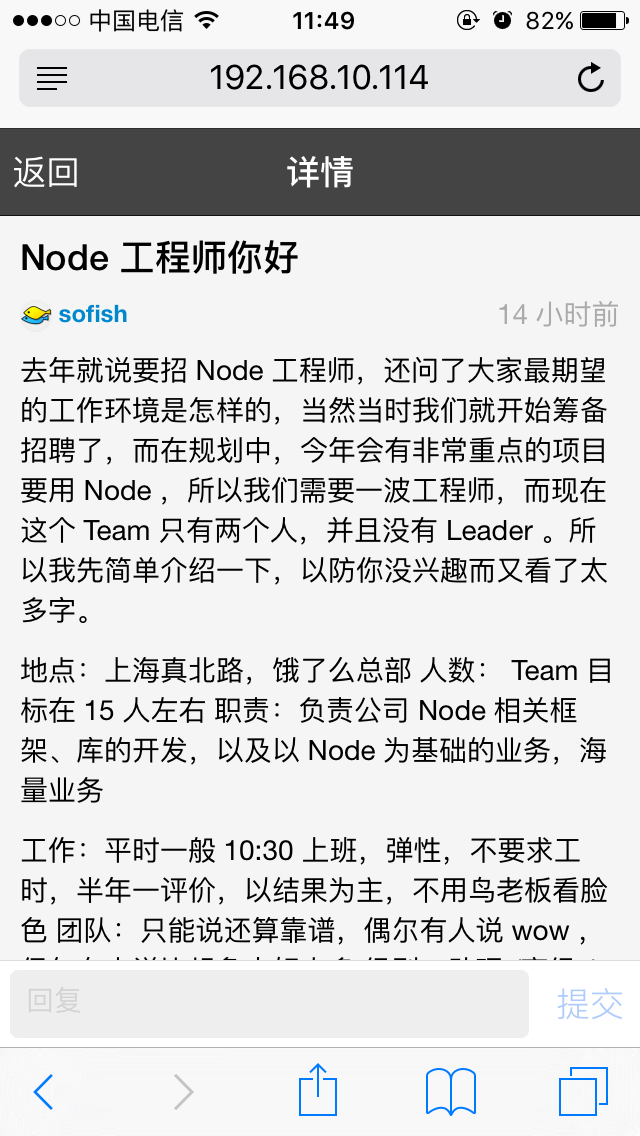 中国电信 11:49 82%
192.168.10.114
返回 详情
Node 工程师你好
sofish 14 小时前
去年就说要招 Node 工程师，还问了大家最期望
的工作环境是怎样的，当然当时我们就开始筹备
招聘了，而在规划中，今年会有非常重点的项目
要用 Node ，所以我们需要一波工程师，而现在
这个 Team 只有两个人，并且没有 Leader 。所
以我先简单介绍一下，以防你没兴趣而又看了太
多字。
地点：上海真北路，饿了么总部 人数： Team 目
标在 15 人左右 职责：负责公司 Node 相关框
架、库的开发，以及以 Node 为基础的业务，海
量业务
工作：平时一般 10:30 上班，弹性，不要求工
时，半年一评价，以结果为主，不用鸟老板看脸
色 团队：只能说还算靠谱，偶尔有人说 wow ，
回复 提交